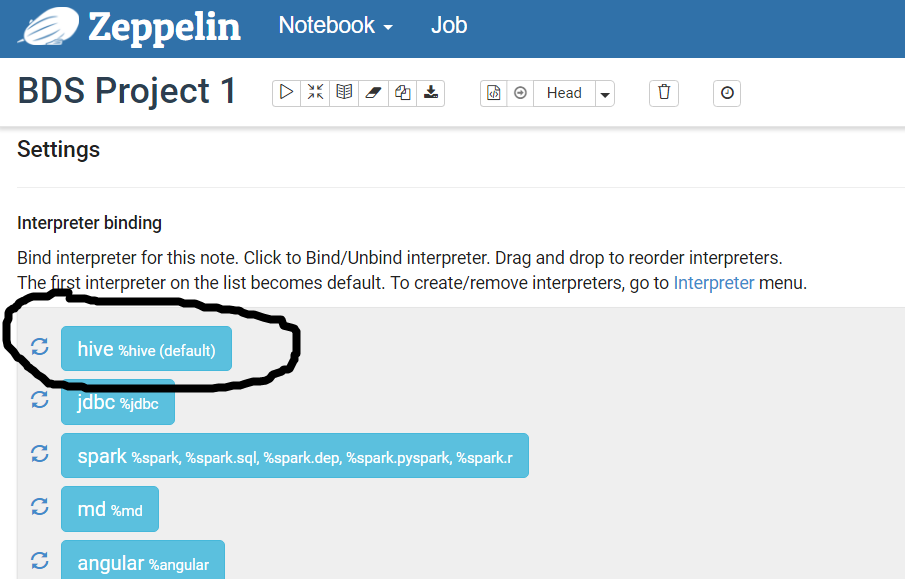 Zeppelin Notebook Job
BDS Project 1 Head
Settings
Interpreter binding
Bind interpreter for this note. Click to Bind/Unbind interpreter. Drag and drop to reorder interpreters.
The first interpreter on the list becomes default. To create/remove interpreters, go to Interpreter menu.
hive %hive (default)
jdbc %jdbc
spark %spark, %spark.sql, %spark.dep, %spark.pyspark, %spark.r
md %md
angular %angular